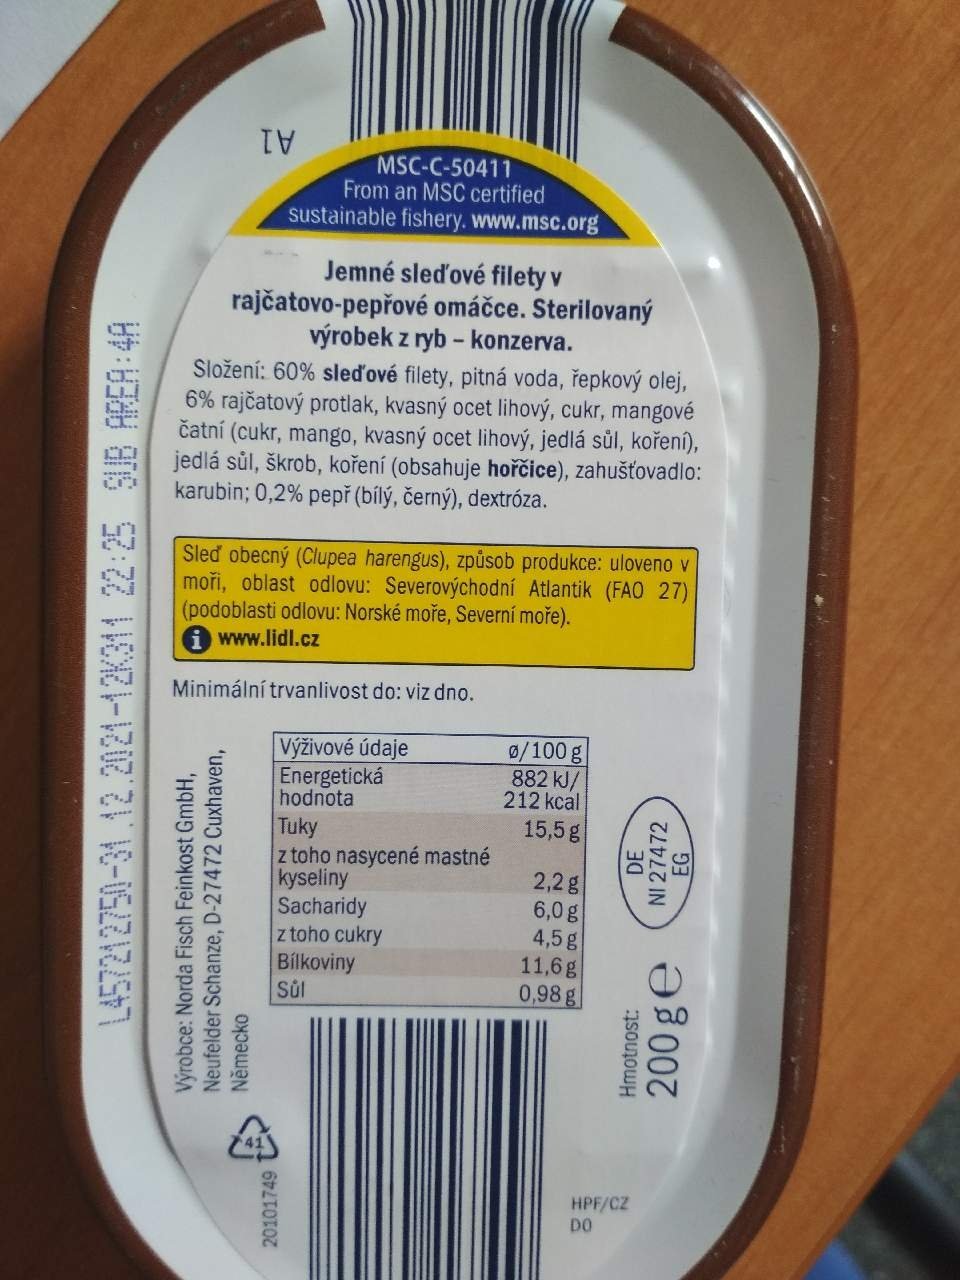 A1
MSC-C-50411
From an MSC certified
sustainable fishery. www.msc.org
Jemné sleďové filety v
rajčatovo-pepřové omáčce. Sterilovaný
výrobek z ryb – konzerva.
Složení: 60% sleďové filety, pitná voda, řepkový olej,
6% rajčatový protlak, kvasný ocet lihový, cukr, mangové
čatní (cukr, mango, kvasný ocet lihový, jedlá sůl, koření),
jedlá sůl, škrob, koření (obsahuje hořčice), zahušťovadlo:
karubin; 0,2% pepř (bílý, černý), dextróza.
Sleď obecný (Clupea harengus), způsob produkce: uloveno v
moři, oblast odlovu: Severovýchodní Atlantik (FAO 27)
(podoblasti odlovu: Norské moře, Severní moře).
i www.lidl.cz
Minimální trvanlivost do: viz dno.
Výživové údaje ø/100 g
Energetická 882 kJ/
hodnota 212 kcal
Tuky 15,5 g
z toho nasycené mastné
kyseliny 2,2 g
Sacharidy 6,0 g
z toho cukry 4,5 g
Bílkoviny 11,6 g
Sůl 0,98 g
Výrobce: Norda Fisch Feinkost GmbH,
Neufelder Schanze, D-27472 Cuxhaven,
Německo
DE
NI 27472
EG
Hmotnost:
200 g e
41
20101749
HPF/CZ
DO
L457212750-31.12.2021-12K311 22:25 SUB AREA:4A